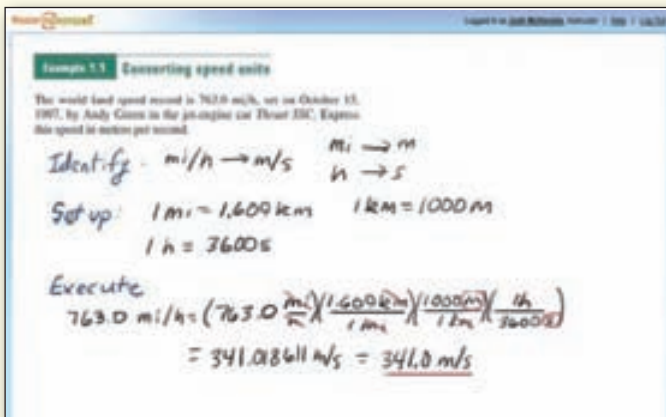 Example 1.1 Converting speed units
The world land speed record is 763.0 mi/h, set on October 15,
1997, by Andy Green in the jet-engine car Thrust SSC. Express
this speed in meters per second.
Identify mi/h → m/s mi → m
h → s
Set up: 1 mi = 1.609 km 1 km = 1000 m
1 h = 3600 s
Execute
763.0 mi/h = (763.0 mi/h)(1.609 km/1 mi)(1000 m/1 km)(1h/3600 s)
= 341.018611 m/s = 341.0 m/s